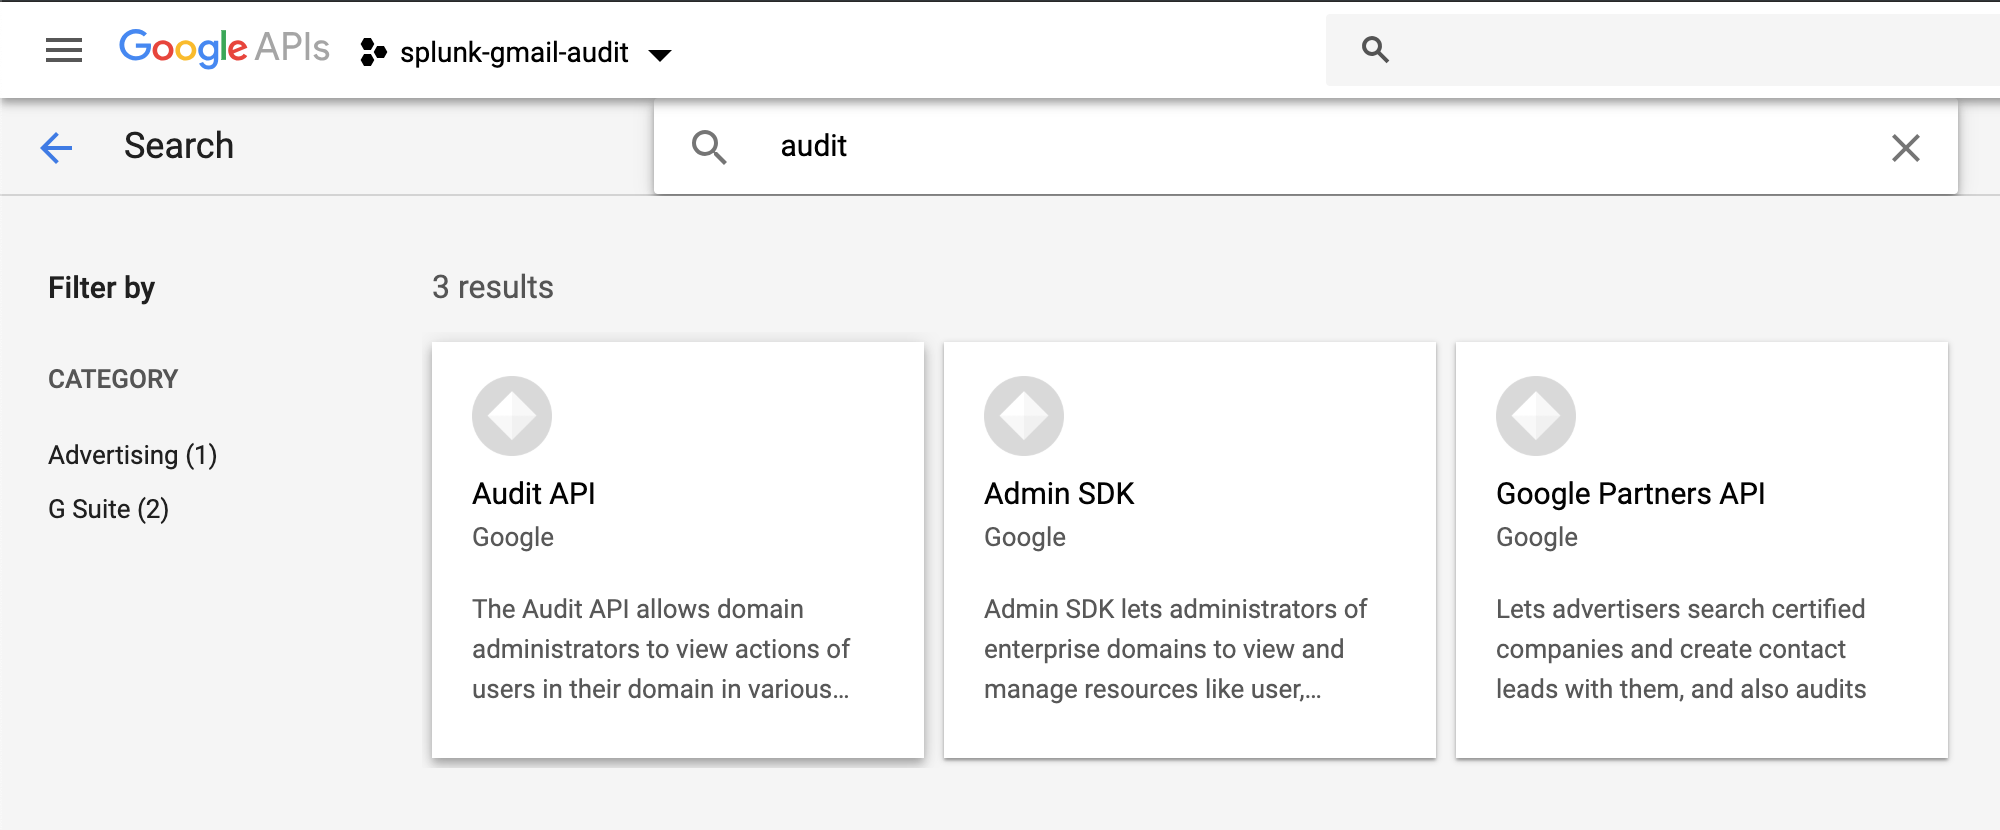 Google APIs
splunk-gmail-audit
Search
audit
Filter by
3 results
CATEGORY
Advertising (1)
G Suite (2)
Audit API
Google
The Audit API allows domain
administrators to view actions of
users in their domain in various...
Admin SDK
Google
Admin SDK lets administrators of
enterprise domains to view and
manage resources like user,...
Google Partners API
Google
Lets advertisers search certified
companies and create contact
leads with them, and also audits